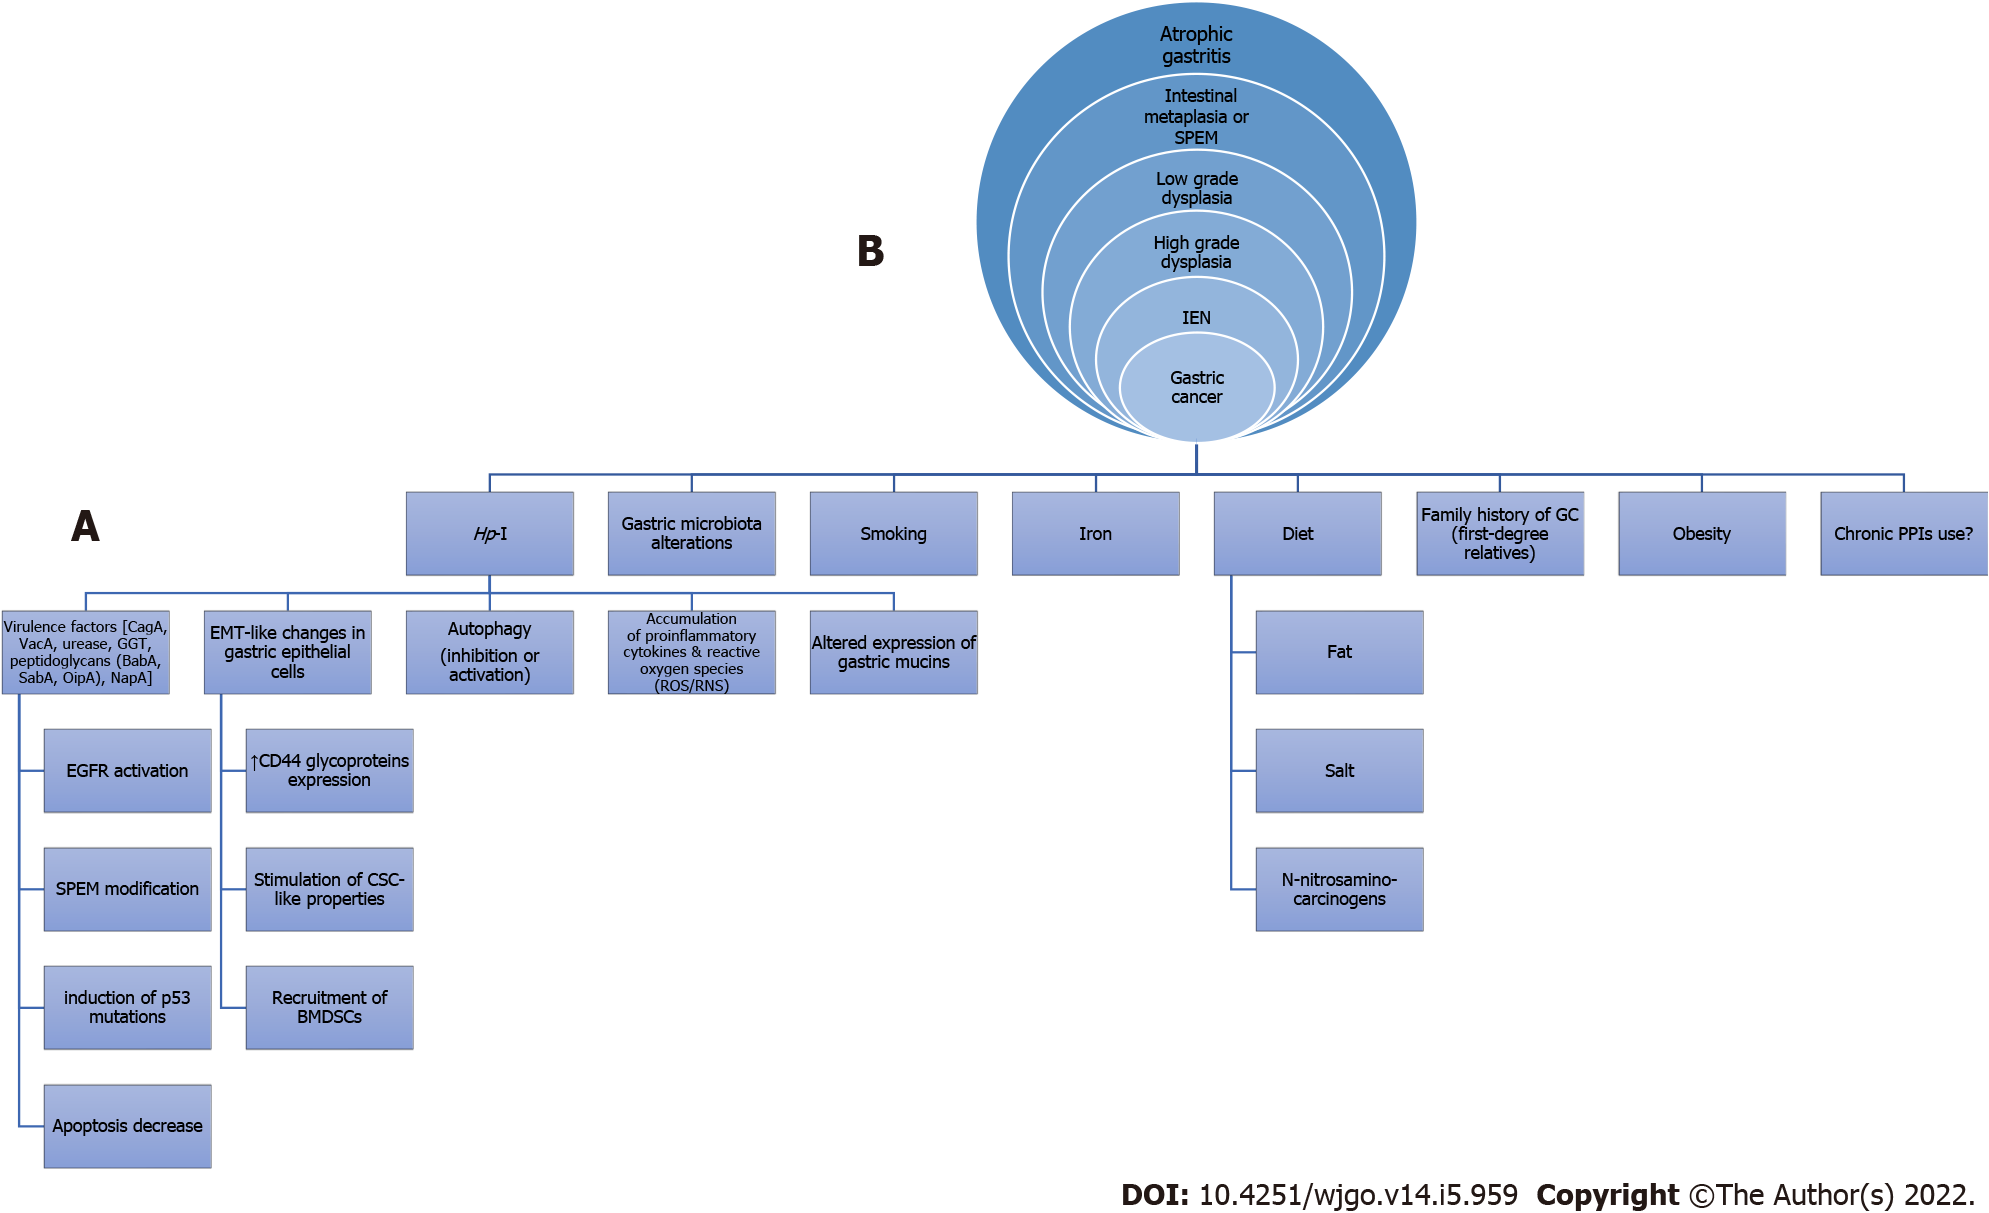 Atrophic
gastritis
Intestinal
metaplasia or
SPEM
Low grade
dysplasia
High grade
dysplasia
IEN
Gastric
cancer
B
A
Hp-I
Gastric microbiota
alterations
Smoking
Iron
Diet
Family history of GC
(first-degree
relatives)
Obesity
Chronic PPIs use?
Virulence factors [CagA,
VacA, urease, GGT,
peptidoglycans (BabA,
SabA, OipA), NapA]
EMT-like changes in
gastric epithelial
cells
Autophagy
(inhibition or
activation)
Accumulation
of proinflammatory
cytokines & reactive
oxygen species
(ROS/RNS)
Altered expression of
gastric mucins
EGFR activation
SPEM modification
induction of p53
mutations
Apoptosis decrease
↑CD44 glycoproteins
expression
Stimulation of CSC-
like properties
Recruitment of
BMDSCs
Fat
Salt
N-nitrosamino-
carcinogens
DOI: 10.4251/wjgo.v14.i5.959 Copyright ©The Author(s) 2022.